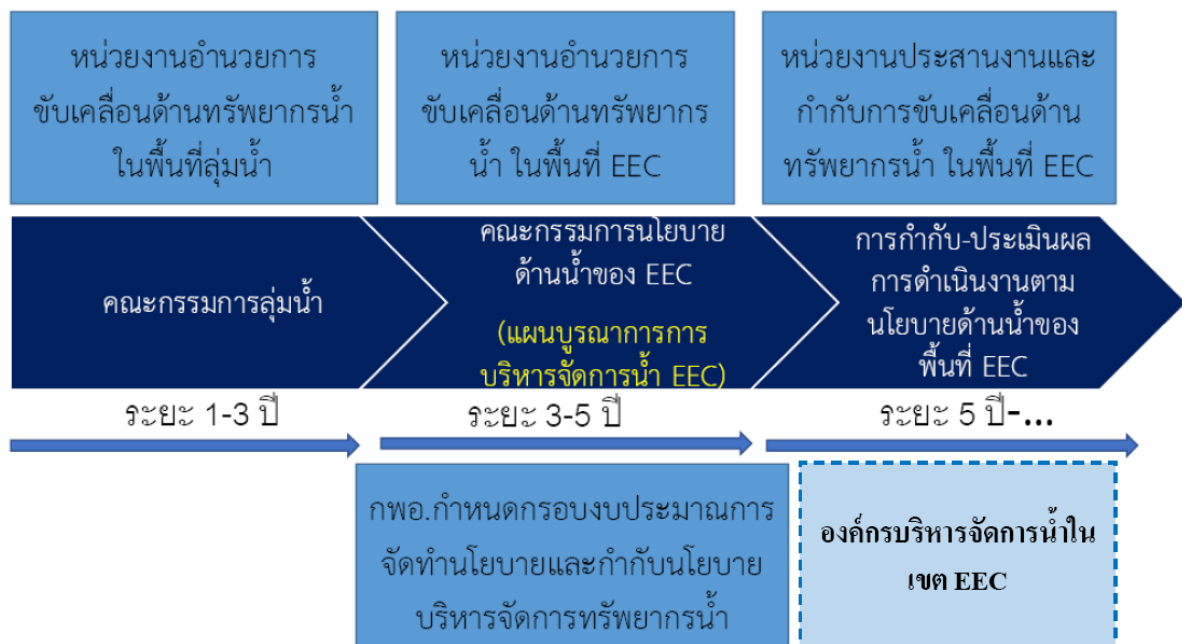 หน่วยงานอำนวยการ
ขับเคลื่อนด้านทรัพยากรน้ำ
ในพื้นที่ลุ่มน้ำ
หน่วยงานอำนวยการ
ขับเคลื่อนด้านทรัพยากร
น้ำ ในพื้นที่ EEC
หน่วยงานประสานงานและ
กำกับการขับเคลื่อนด้าน
ทรัพยากรน้ำ ในพื้นที่ EEC
คณะกรรมการลุ่มน้ำ
คณะกรรมการนโยบาย
ด้านน้ำของ EEC
(แผนบูรณาการการ
บริหารจัดการน้ำ EEC)
การกำกับ-ประเมินผล
การดำเนินงานตาม
นโยบายด้านน้ำของ
พื้นที่ EEC
ระยะ 1-3 ปี
ระยะ 3-5 ปี
ระยะ 5 ปี-...
กพอ.กำหนดกรอบงบประมาณการ
จัดทำนโยบายและกำกับนโยบาย
บริหารจัดการทรัพยากรน้ำ
องค์กรบริหารจัดการน้ำใน
เขต EEC